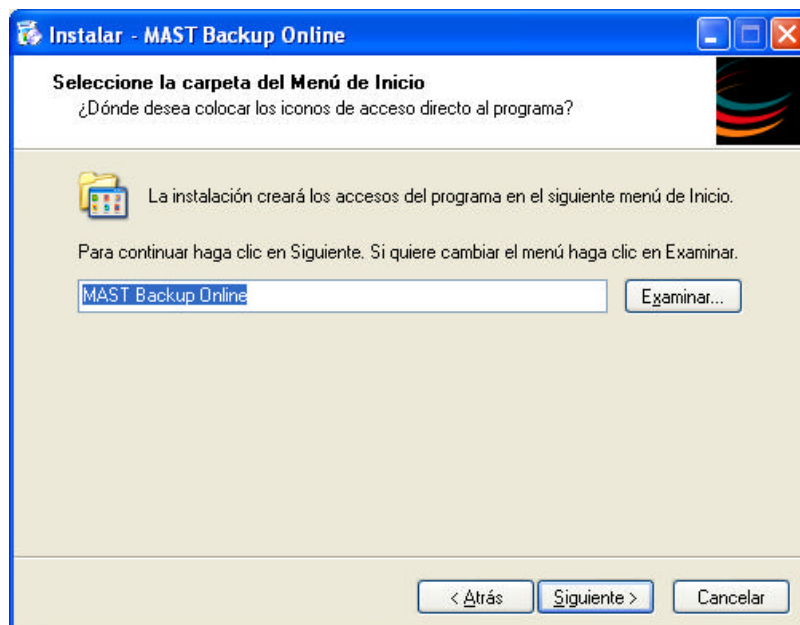 Instalar - MAST Backup Online
Seleccione la carpeta del Menú de Inicio
¿Dónde desea colocar los iconos de acceso directo al programa?
La instalación creará los accesos del programa en el siguiente menú de Inicio.
Para continuar haga clic en Siguiente. Si quiere cambiar el menú haga clic en Examinar.
MAST Backup Online
Examinar...
< Atrás
Siguiente >
Cancelar